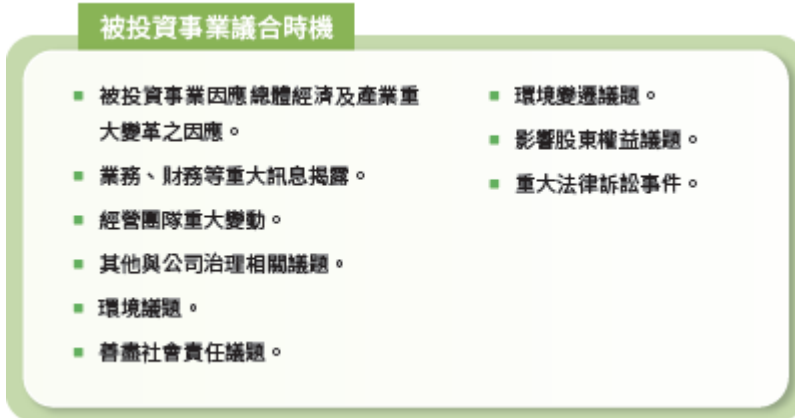 被投資事業議合時機
■ 被投資事業因應總體經濟及產業重
大變革之因應。
■ 業務、財務等重大訊息揭露。
■ 經營團隊重大變動。
■ 其他與公司治理相關議題。
■ 環境議題。
■ 善盡社會責任議題。
■ 環境變遷議題。
■ 影響股東權益議題。
■ 重大法律訴訟事件。